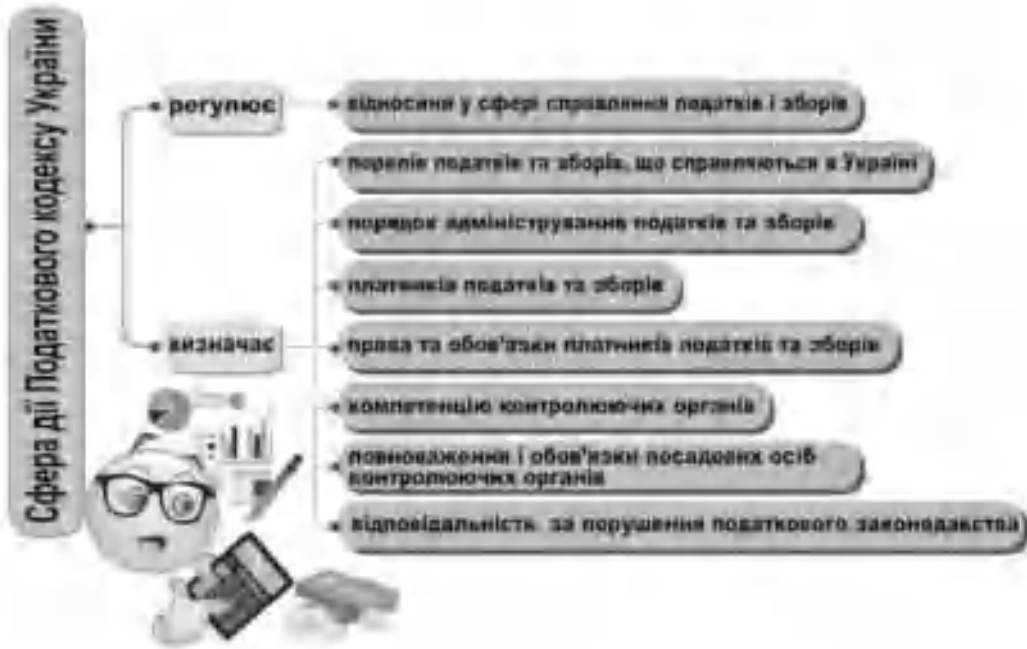 Сфера дії Податкового кодексу України
регулює
відносини у сфері справляння податків і зборів
перелік податків та зборів, що справляються в Україні
порядок адміністрування податків та зборів
платників податків та зборів
визначає
права та обов'язки платників податків та зборів
компетенцію контролюючих органів
повноваження і обов'язки посадових осіб
контролюючих органів
відповідальність за порушення податкового законодавства